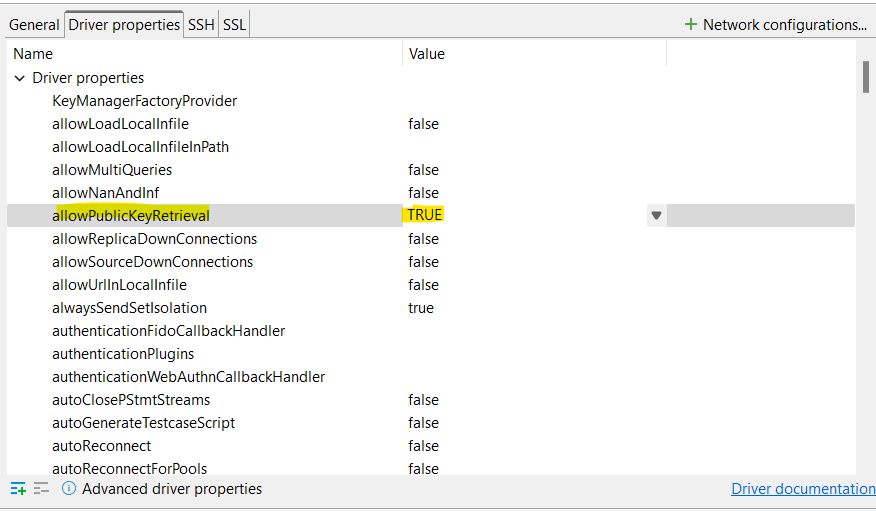 General Driver properties SSH SSL + Network configurations...
Name Value
Driver properties
KeyManagerFactoryProvider
allowLoadLocalInfile false
allowLoadLocalInfileInPath
allowMultiQueries false
allowNanAndInf false
allowPublicKeyRetrieval TRUE
allowReplicaDownConnections false
allowSourceDownConnections false
allowUrlInLocalInfile false
alwaysSendSetIsolation true
authenticationFidoCallbackHandler
authenticationPlugins
authenticationWebAuthnCallbackHandler
autoClosePStmtStreams false
autoGenerateTestcaseScript false
autoReconnect false
autoReconnectForPools false
Advanced driver properties Driver documentation